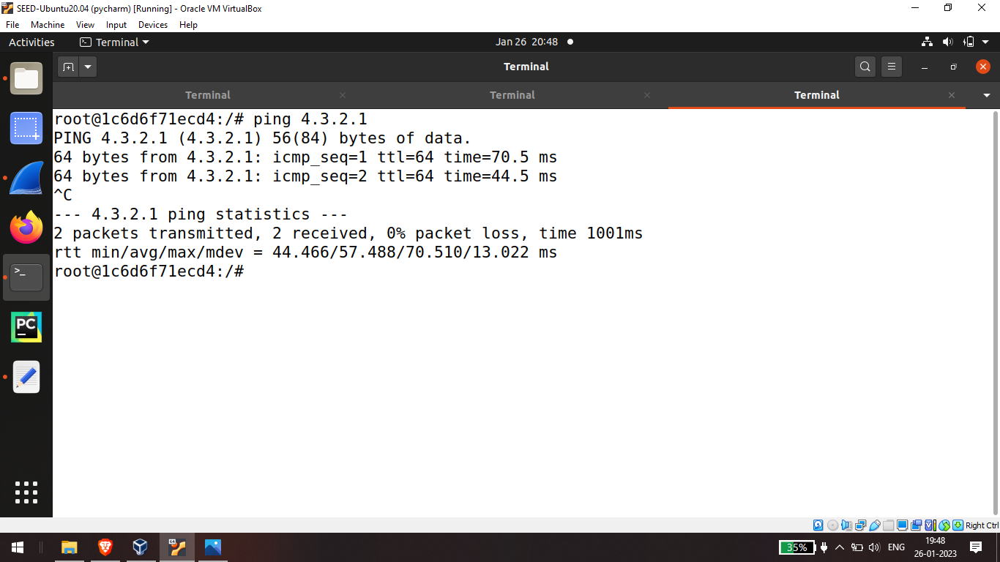 SEED-Ubuntu20.04 (pycharm) [Running] - Oracle VM VirtualBox
File Machine View Input Devices Help
Activities Terminal Jan 26 20:48
Terminal
Terminal Terminal Terminal
root@1c6d6f71ecd4:/# ping 4.3.2.1
PING 4.3.2.1 (4.3.2.1) 56(84) bytes of data.
64 bytes from 4.3.2.1: icmp_seq=1 ttl=64 time=70.5 ms
64 bytes from 4.3.2.1: icmp_seq=2 ttl=64 time=44.5 ms
^C
--- 4.3.2.1 ping statistics ---
2 packets transmitted, 2 received, 0% packet loss, time 1001ms
rtt min/avg/max/mdev = 44.466/57.488/70.510/13.022 ms
root@1c6d6f71ecd4:/#
>_
PC
Right Ctrl
35% ENG 19:48
26-01-2023